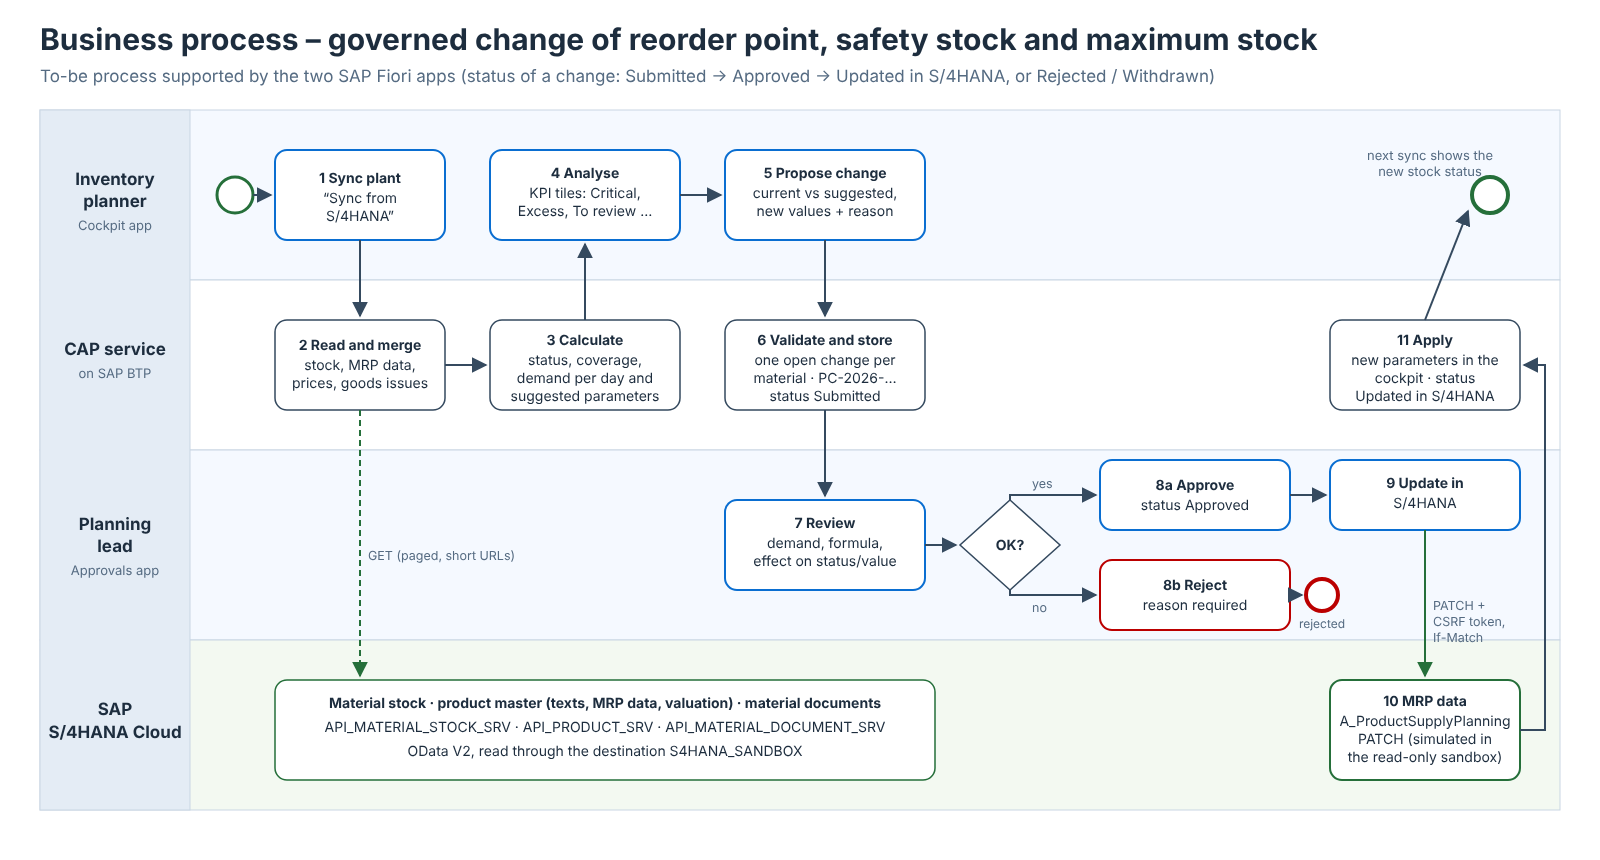 Business process – governed change of reorder point, safety stock and maximum stock
To-be process supported by the two SAP Fiori apps (status of a change: Submitted → Approved → Updated in S/4HANA, or Rejected / Withdrawn)
Inventory
planner
Cockpit app
1 Sync plant
“Sync from
S/4HANA”
4 Analyse
KPI tiles: Critical,
Excess, To review ...
5 Propose change
current vs suggested,
new values + reason
next sync shows the
new stock status
CAP service
on SAP BTP
2 Read and merge
stock, MRP data,
prices, goods issues
3 Calculate
status, coverage,
demand per day and
suggested parameters
6 Validate and store
one open change per
material · PC-2026-...
status Submitted
11 Apply
new parameters in the
cockpit · status
Updated in S/4HANA
Planning
lead
Approvals app
GET (paged, short URLs)
7 Review
demand, formula,
effect on status/value
OK?
yes
no
8a Approve
status Approved
8b Reject
reason required
rejected
9 Update in
S/4HANA
PATCH +
CSRF token,
If-Match
SAP
S/4HANA Cloud
Material stock · product master (texts, MRP data, valuation) · material documents
API_MATERIAL_STOCK_SRV · API_PRODUCT_SRV · API_MATERIAL_DOCUMENT_SRV
OData V2, read through the destination S4HANA_SANDBOX
10 MRP data
A_ProductSupplyPlanning
PATCH (simulated in
the read-only sandbox)